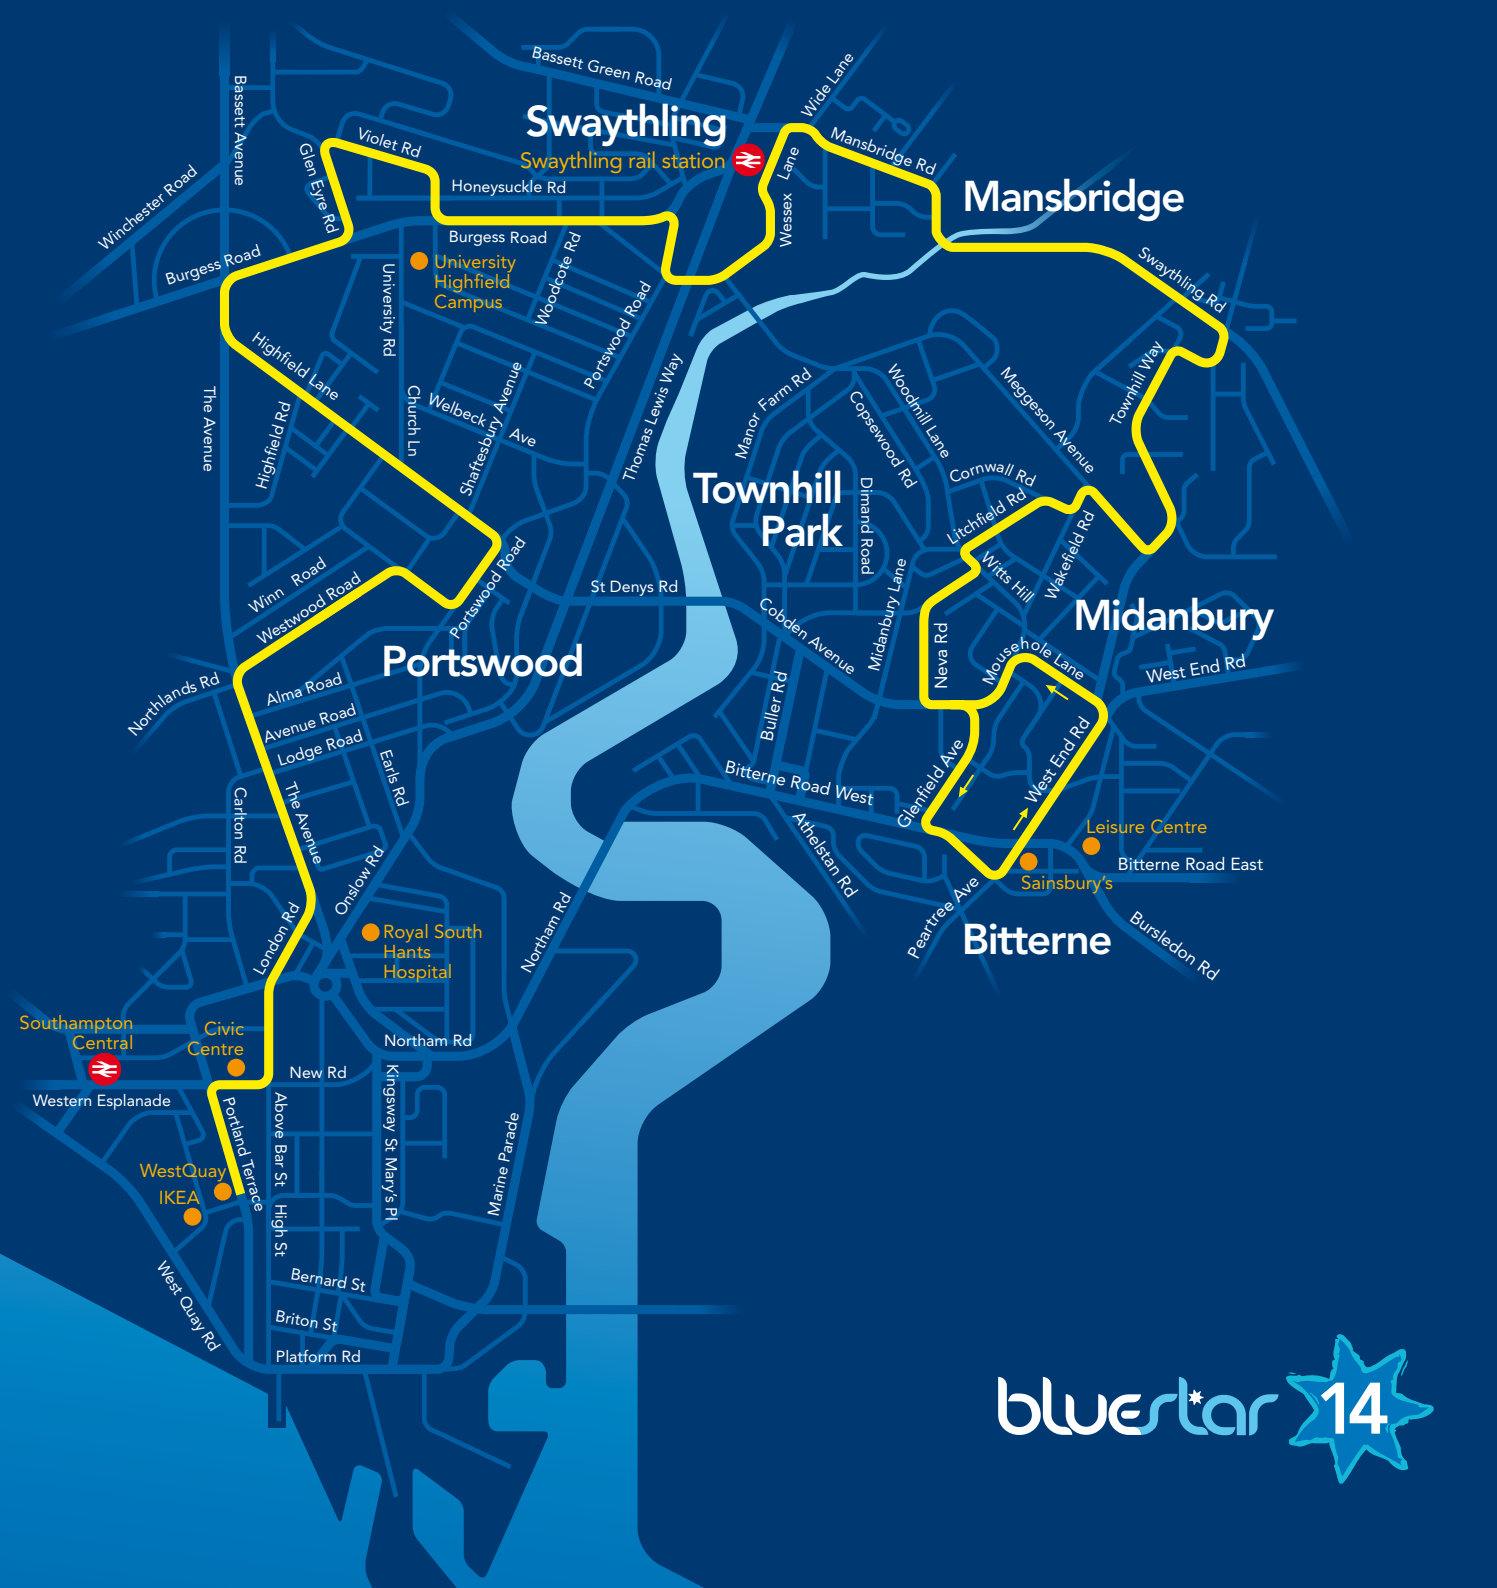 Bassett Green Road
Wide Lane
Bassett Avenue
Swaythling
Swaythling rail station
Violet Rd
Mansbridge Rd
Glen Eyre Rd
Honeysuckle Rd
Wessex Lane
Mansbridge
Winchester Road
Burgess Road
Burgess Road
University
Highfield
Campus
University Rd
Woodcote Rd
Portswood Road
Swaythling Rd
Highfield Lane
The Avenue
Highfield Rd
Church Ln
Welbeck Ave
Shaftesbury Avenue
Thomas Lewis Way
Manor Farm Rd
Copsewood Rd
Woodmill Lane
Meggeson Avenue
Townhill Way
Cornwall Rd
Townhill
Park
Dimand Road
Litchfield Rd
Witts Hill
Wakefield Rd
Winn Road
Westwood Road
Portswood Road
St Denys Rd
Cobden Avenue
Midanbury Lane
Neva Rd
Mousehole Lane
Midanbury
West End Rd
Portswood
Northlands Rd
Alma Road
Avenue Road
Lodge Road
Earls Rd
The Avenue
Carlton Rd
Buller Rd
Bitterne Road West
Glenfield Ave
West End Rd
Athelstan Rd
Leisure Centre
Bitterne Road East
Sainsbury's
Peartree Ave
Bitterne
Bursledon Rd
Onslow Rd
London Rd
Royal South
Hants
Hospital
Northam Rd
Southampton
Central
Civic
Centre
Northam Rd
New Rd
Western Esplanade
Kingsway
St Mary's Pl
Portland Terrace
Above Bar St
Marine Parade
WestQuay
IKEA
High St
West Quay Rd
Bernard St
Briton St
Platform Rd
bluestar 14